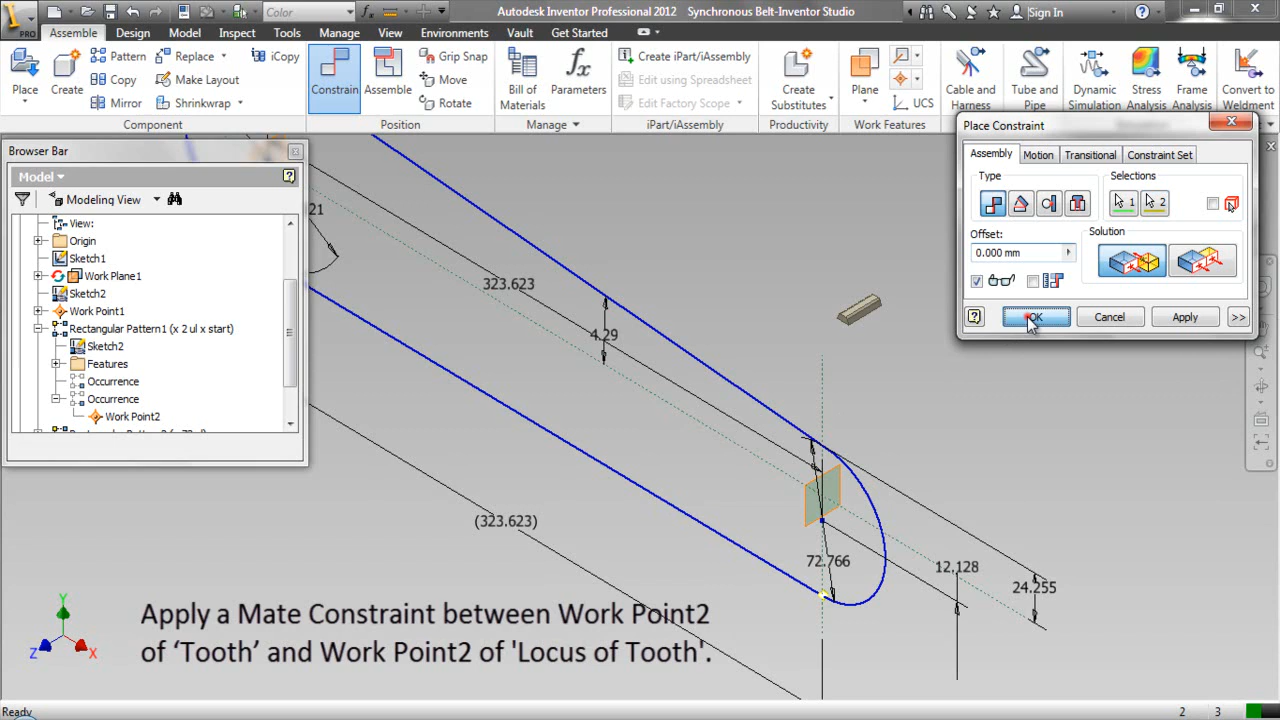 PRO
Color
Autodesk Inventor Professional 2012 Synchronous Belt-Inventor Studio
Sign In
Assemble Design Model Inspect Tools Manage View Environments Vault Get Started
Place
Create
Pattern
Copy
Mirror
Replace
Make Layout
Shrinkwrap
iCopy
Constrain
Assemble
Grip Snap
Move
Rotate
Bill of Materials
fx
Parameters
Create iPart/iAssembly
Edit using Spreadsheet
Edit Factory Scope
Create Substitutes
Plane
UCS
Cable and Harness
Tube and Pipe
Dynamic Simulation
Stress Analysis
Frame Analysis
Convert to Weldment
Component Position Manage iPart/iAssembly Productivity Work Features
Browser Bar
Model
Modeling View
View:
Origin
Sketch1
Work Plane1
Sketch2
Work Point1
Rectangular Pattern1 (x 2 ul x start)
Sketch2
Features
Occurrence
Occurrence
Work Point2
Place Constraint
Assembly Motion Transitional Constraint Set
Type
Selections
1 2
Offset:
0.000 mm
Solution
OK Cancel Apply >>
21
323.623
4.29
(323.623)
72.766
12.128
24.255
Y
Z
X
Apply a Mate Constraint between Work Point2
of ‘Tooth’ and Work Point2 of 'Locus of Tooth'.
Ready
2 3